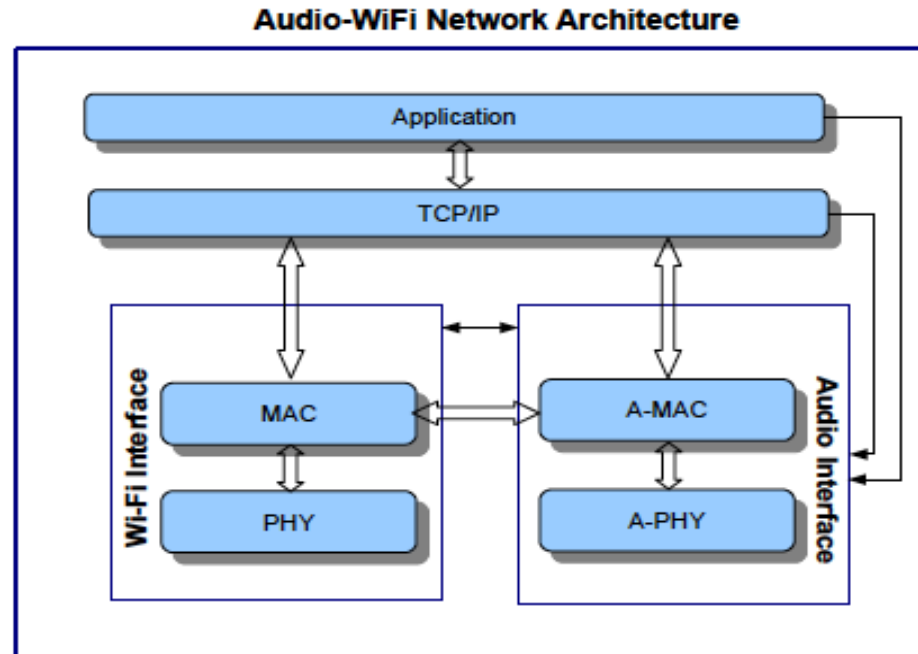 Audio-WiFi Network Architecture
Application
TCP/IP
Wi-Fi Interface
MAC
PHY
A-MAC
A-PHY
Audio Interface